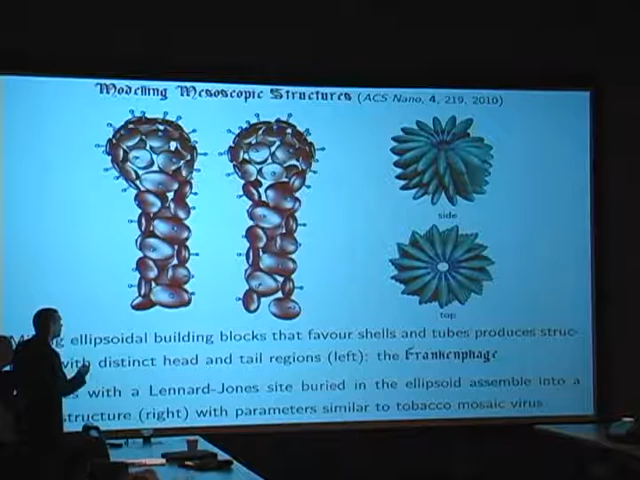 Modelling Mesoscopic Structures (ACS Nano, 4, 219, 2010)
side
top
ellipsoidal building blocks that favour shells and tubes produces struc-
with distinct head and tail regions (left): the Frankenphage
with a Lennard-Jones site buried in the ellipsoid assemble into a
structure (right) with parameters similar to tobacco mosaic virus